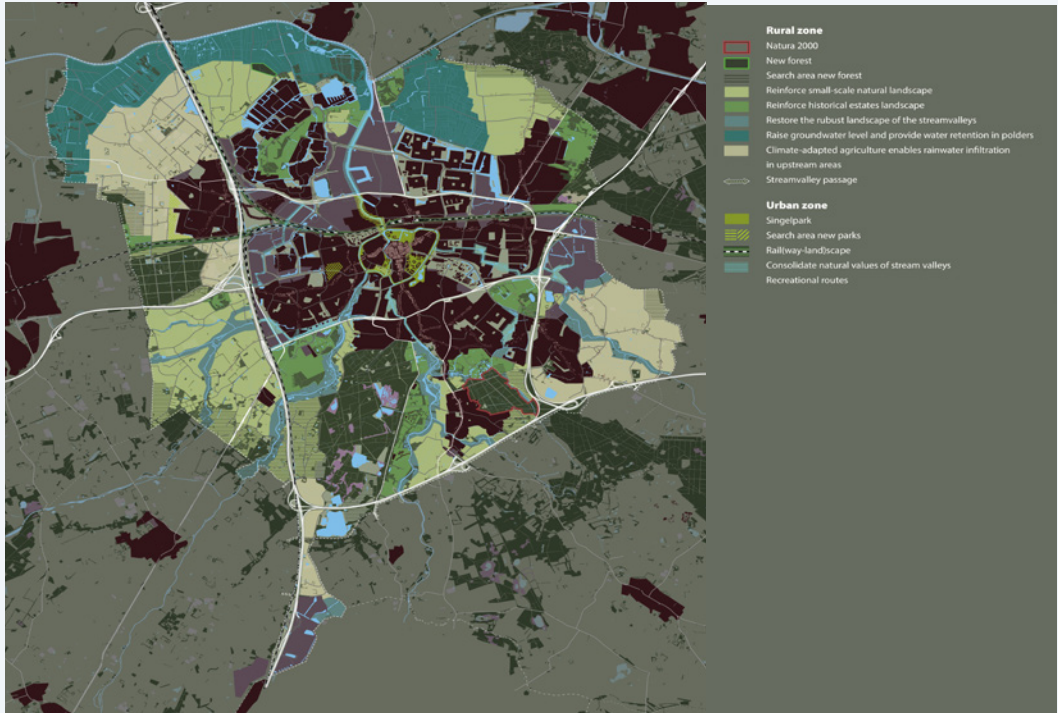 Rural zone
Natura 2000
New forest
Search area new forest
Reinforce small-scale natural landscape
Reinforce historical estates landscape
Restore the rubust landscape of the streamvalleys
Raise groundwater level and provide water retention in polders
Climate-adapted agriculture enables rainwater infiltration
in upstream areas
Streamvalley passage
Urban zone
Singelpark
Search area new parks
Rail(way-land)scape
Consolidate natural values of stream valleys
Recreational routes